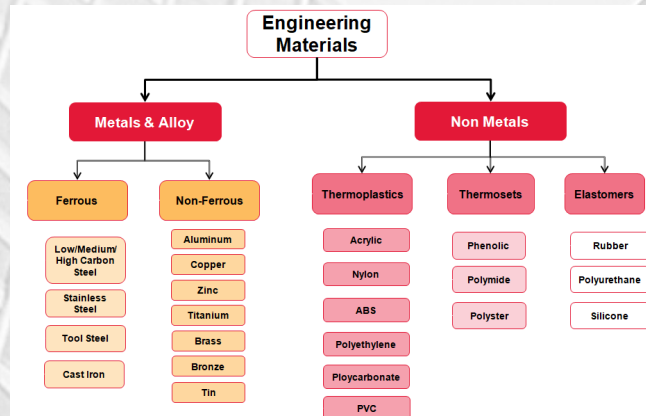 Engineering
Materials
Metals & Alloy
Non Metals
Ferrous
Non-Ferrous
Thermoplastics
Thermosets
Elastomers
Low/Medium/
High Carbon
Steel
Stainless
Steel
Tool Steel
Cast Iron
Aluminum
Copper
Zinc
Titanium
Brass
Bronze
Tin
Acrylic
Nylon
ABS
Polyethylene
Ploycarbonate
PVC
Phenolic
Polymide
Polyster
Rubber
Polyurethane
Silicone